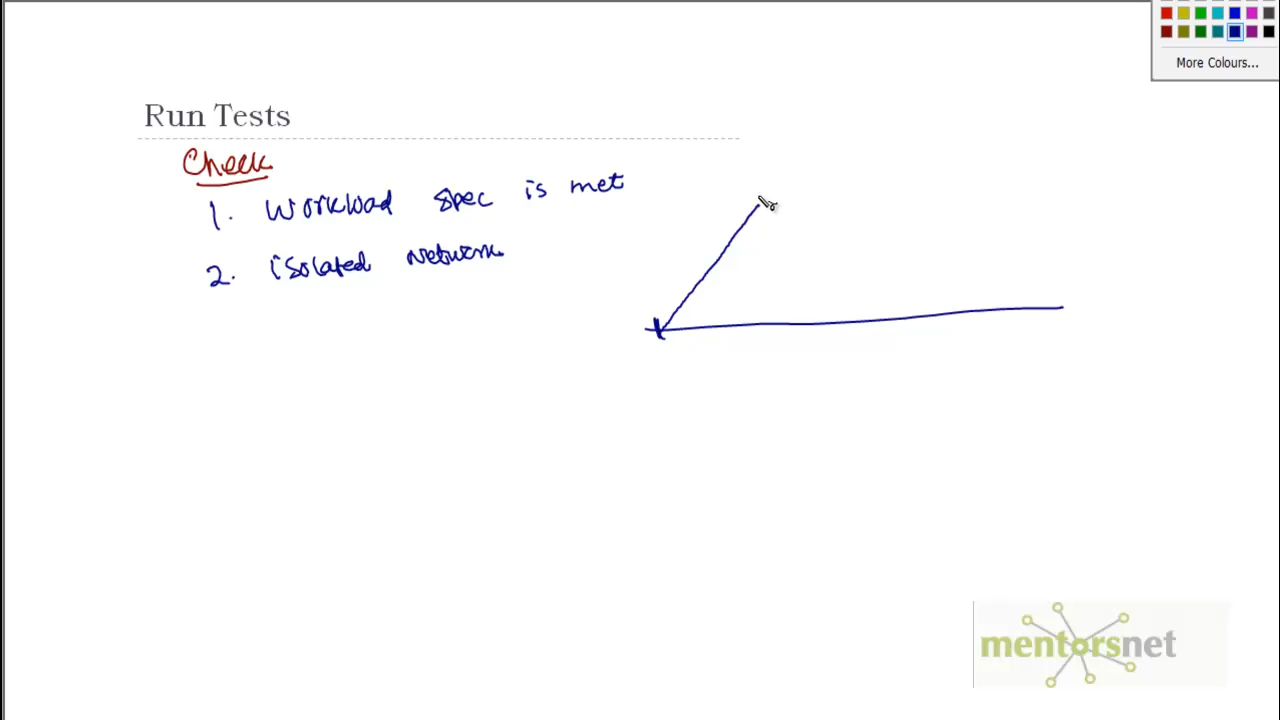 More Colours...
Run Tests
Check
1. Workload spec is met
2. isolated network
mentorsnet